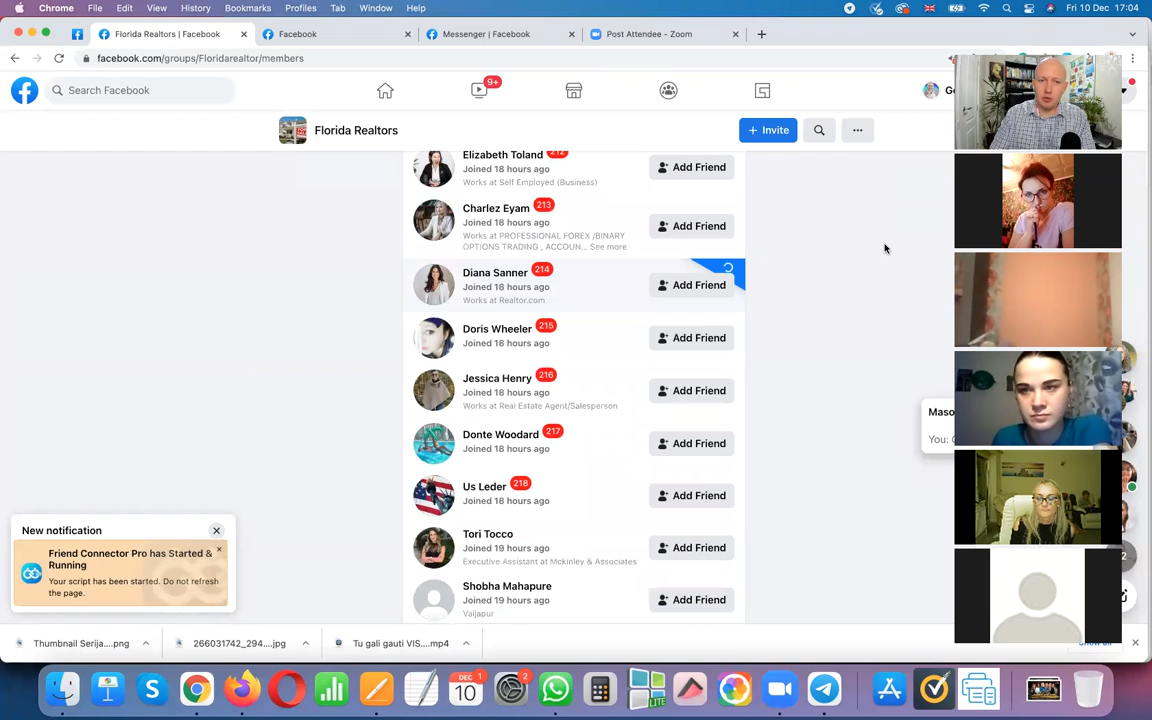 Chrome File Edit View History Bookmarks Profiles Tab Window Help
Fri 10 Dec 17:04
Florida Realtors | Facebook
Facebook
Messenger | Facebook
Post Attendee - Zoom
facebook.com/groups/Floridarealtor/members
Search Facebook
9+
Florida Realtors
+ Invite
Elizabeth Toland 212
Joined 18 hours ago
Works at Self Employed (Business)
Add Friend
Charlez Eyam 213
Joined 18 hours ago
Works at PROFESSIONAL FOREX /BINARY
OPTIONS TRADING , ACCOUN... See more
Add Friend
Diana Sanner 214
Joined 18 hours ago
Works at Realtor.com
Add Friend
Doris Wheeler 215
Joined 18 hours ago
Add Friend
Jessica Henry 216
Joined 18 hours ago
Works at Real Estate Agent/Salesperson
Add Friend
Donte Woodard 217
Joined 18 hours ago
Add Friend
Us Leder 218
Joined 18 hours ago
Add Friend
Tori Tocco
Joined 19 hours ago
Executive Assistant at Mckinley & Associates
Add Friend
Shobha Mahapure
Joined 19 hours ago
Vaijapur
Add Friend
Maso
You:
New notification
Friend Connector Pro has Started &
Running
Your script has been started. Do not refresh
the page.
Thumbnail Serija....png
266031742_294....jpg
Tu gali gauti VIS....mp4
DEC 1
10
2
LITE